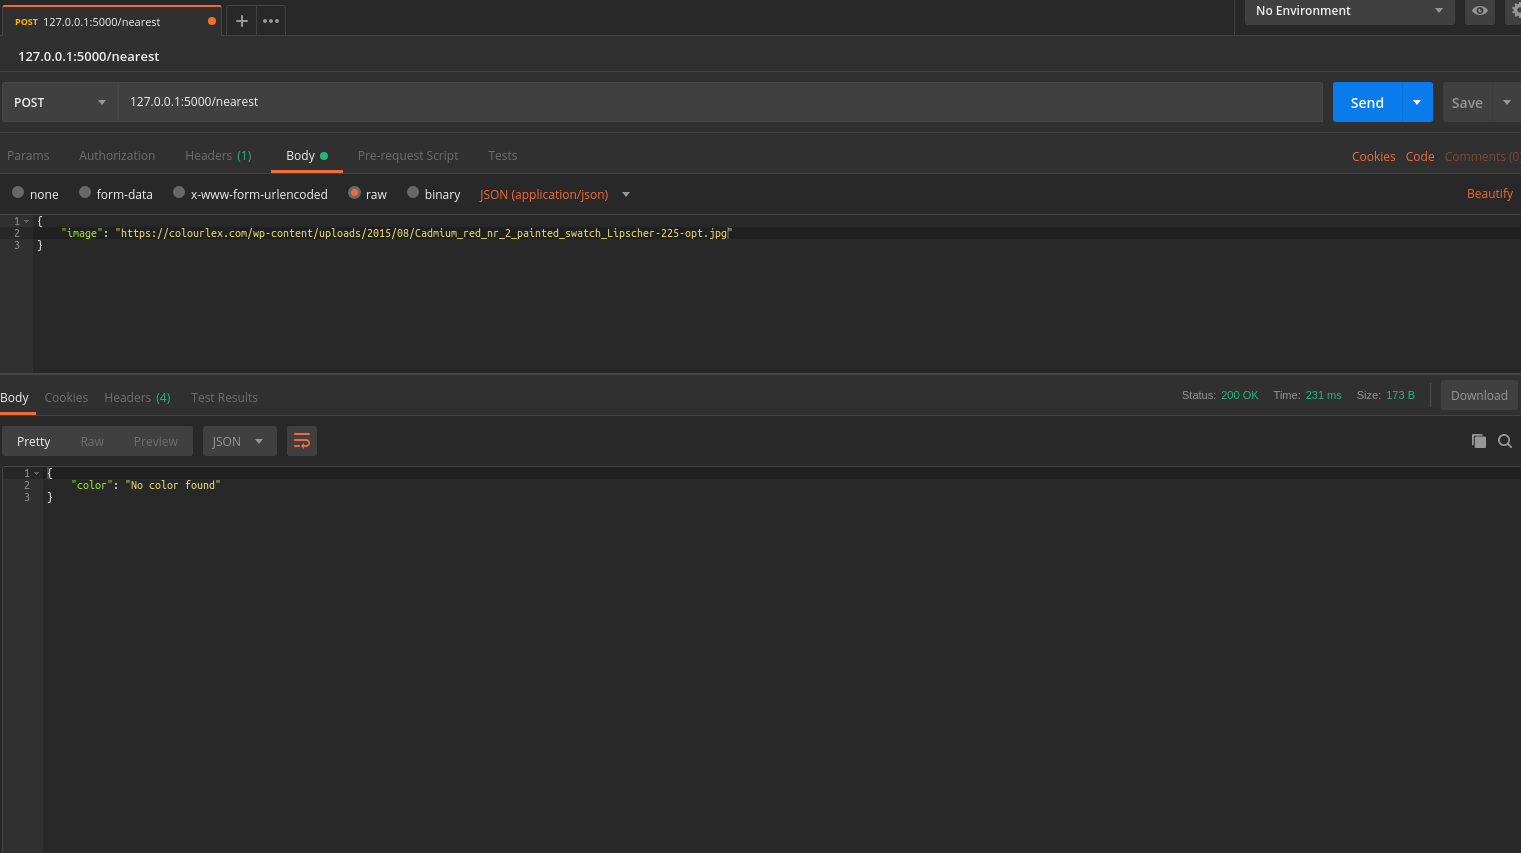 POST 127.0.0.1:5000/nearest
No Environment
127.0.0.1:5000/nearest
POST 127.0.0.1:5000/nearest Send Save
Params Authorization Headers (1) Body Pre-request Script Tests Cookies Code Comments (0
none form-data x-www-form-urlencoded raw binary JSON (application/json) Beautify
1 {
2 "image": "https://colourlex.com/wp-content/uploads/2015/08/Cadmium_red_nr_2_painted_swatch_Lipscher-225-opt.jpg"
3 }
Body Cookies Headers (4) Test Results Status: 200 OK Time: 231 ms Size: 173 B Download
Pretty Raw Preview JSON
1 {
2 "color": "No color found"
3 }